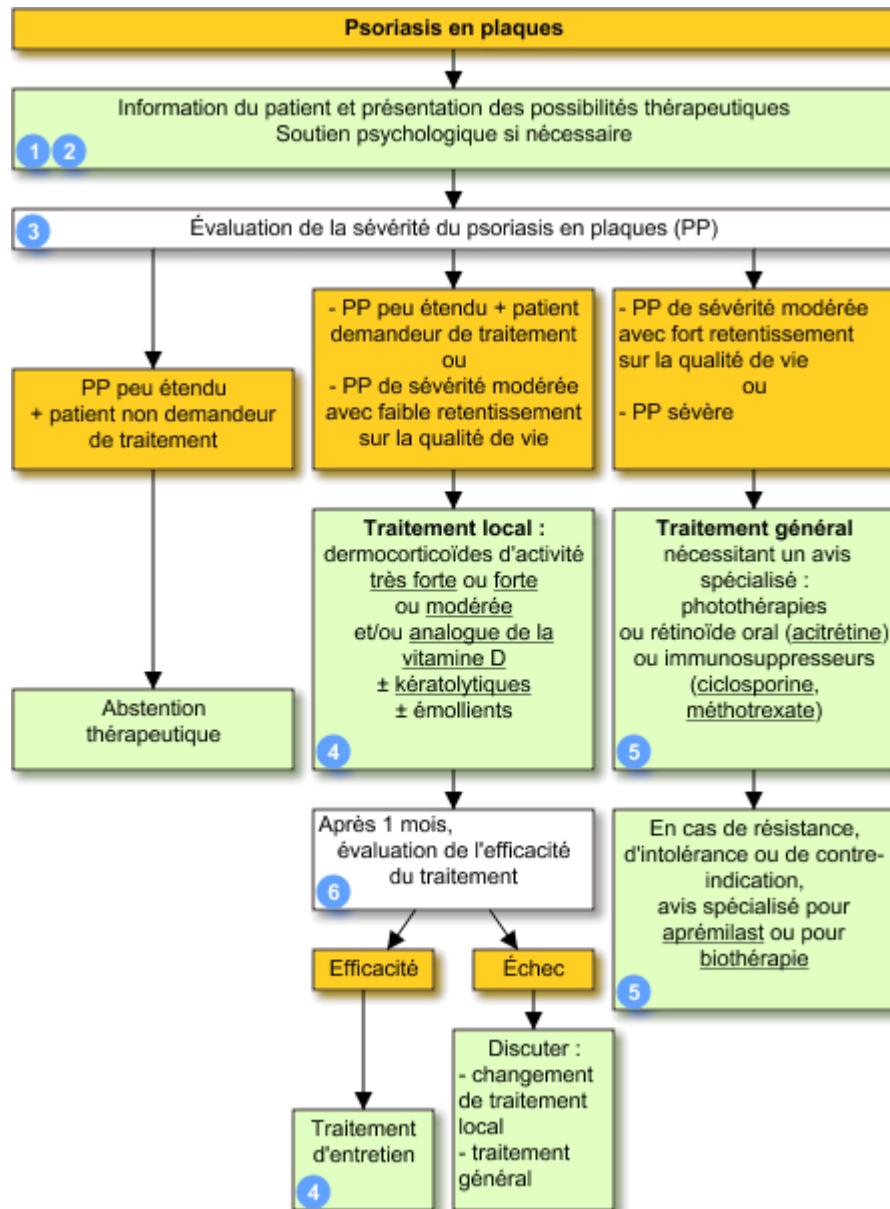 Psoriasis en plaques
Information du patient et présentation des possibilités thérapeutiques
Soutien psychologique si nécessaire
1 2
3
Évaluation de la sévérité du psoriasis en plaques (PP)
PP peu étendu
+ patient non demandeur
de traitement
- PP peu étendu + patient
demandeur de traitement
ou
- PP de sévérité modérée
avec faible retentissement
sur la qualité de vie
- PP de sévérité modérée
avec fort retentissement
sur la qualité de vie
ou
- PP sévère
Abstention
thérapeutique
Traitement local :
dermocorticoïdes d'activité
très forte ou forte
ou modérée
et/ou analogue de la
vitamine D
± kératolytiques
± émollients
4
Traitement général
nécessitant un avis
spécialisé :
photothérapies
ou rétinoïde oral (acitrétine)
ou immunosuppresseurs
(ciclosporine,
méthotrexate)
5
Après 1 mois,
évaluation de l'efficacité
du traitement
6
En cas de résistance,
d'intolérance ou de contre-
indication,
avis spécialisé pour
aprémilast ou pour
biothérapie
5
Efficacité
Échec
Traitement
d'entretien
4
Discuter :
- changement
de traitement
local
- traitement
général